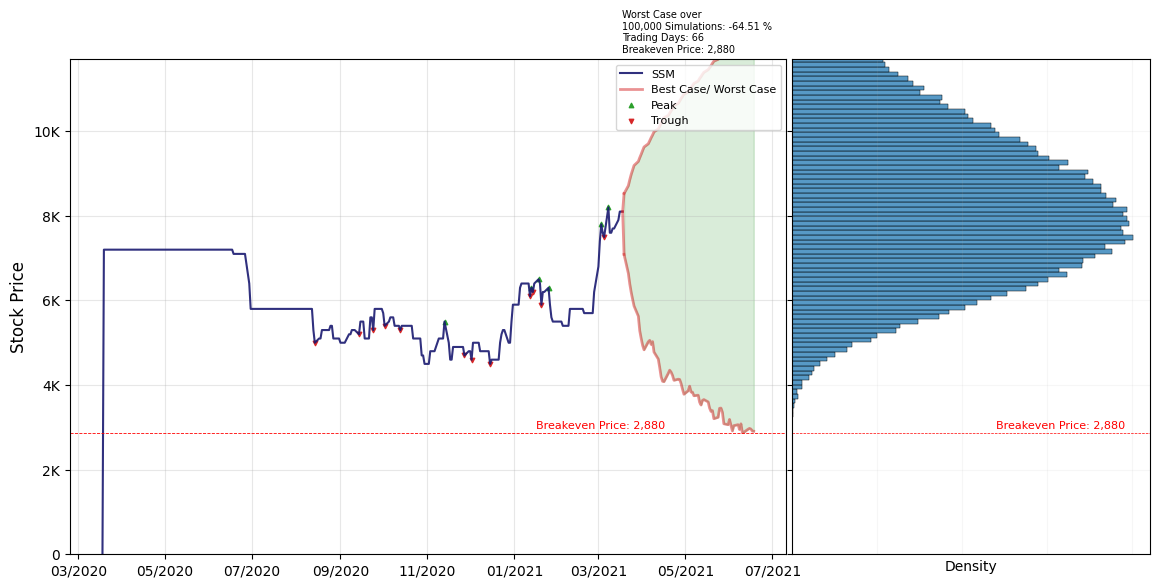 Worst Case over
100,000 Simulations: -64.51 %
Trading Days: 66
Breakeven Price: 2,880
SSM
Best Case/ Worst Case
Peak
Trough
Stock Price
10K
8K
6K
4K
2K
0
Breakeven Price: 2,880
Breakeven Price: 2,880
03/2020 05/2020 07/2020 09/2020 11/2020 01/2021 03/2021 05/2021 07/2021
Density